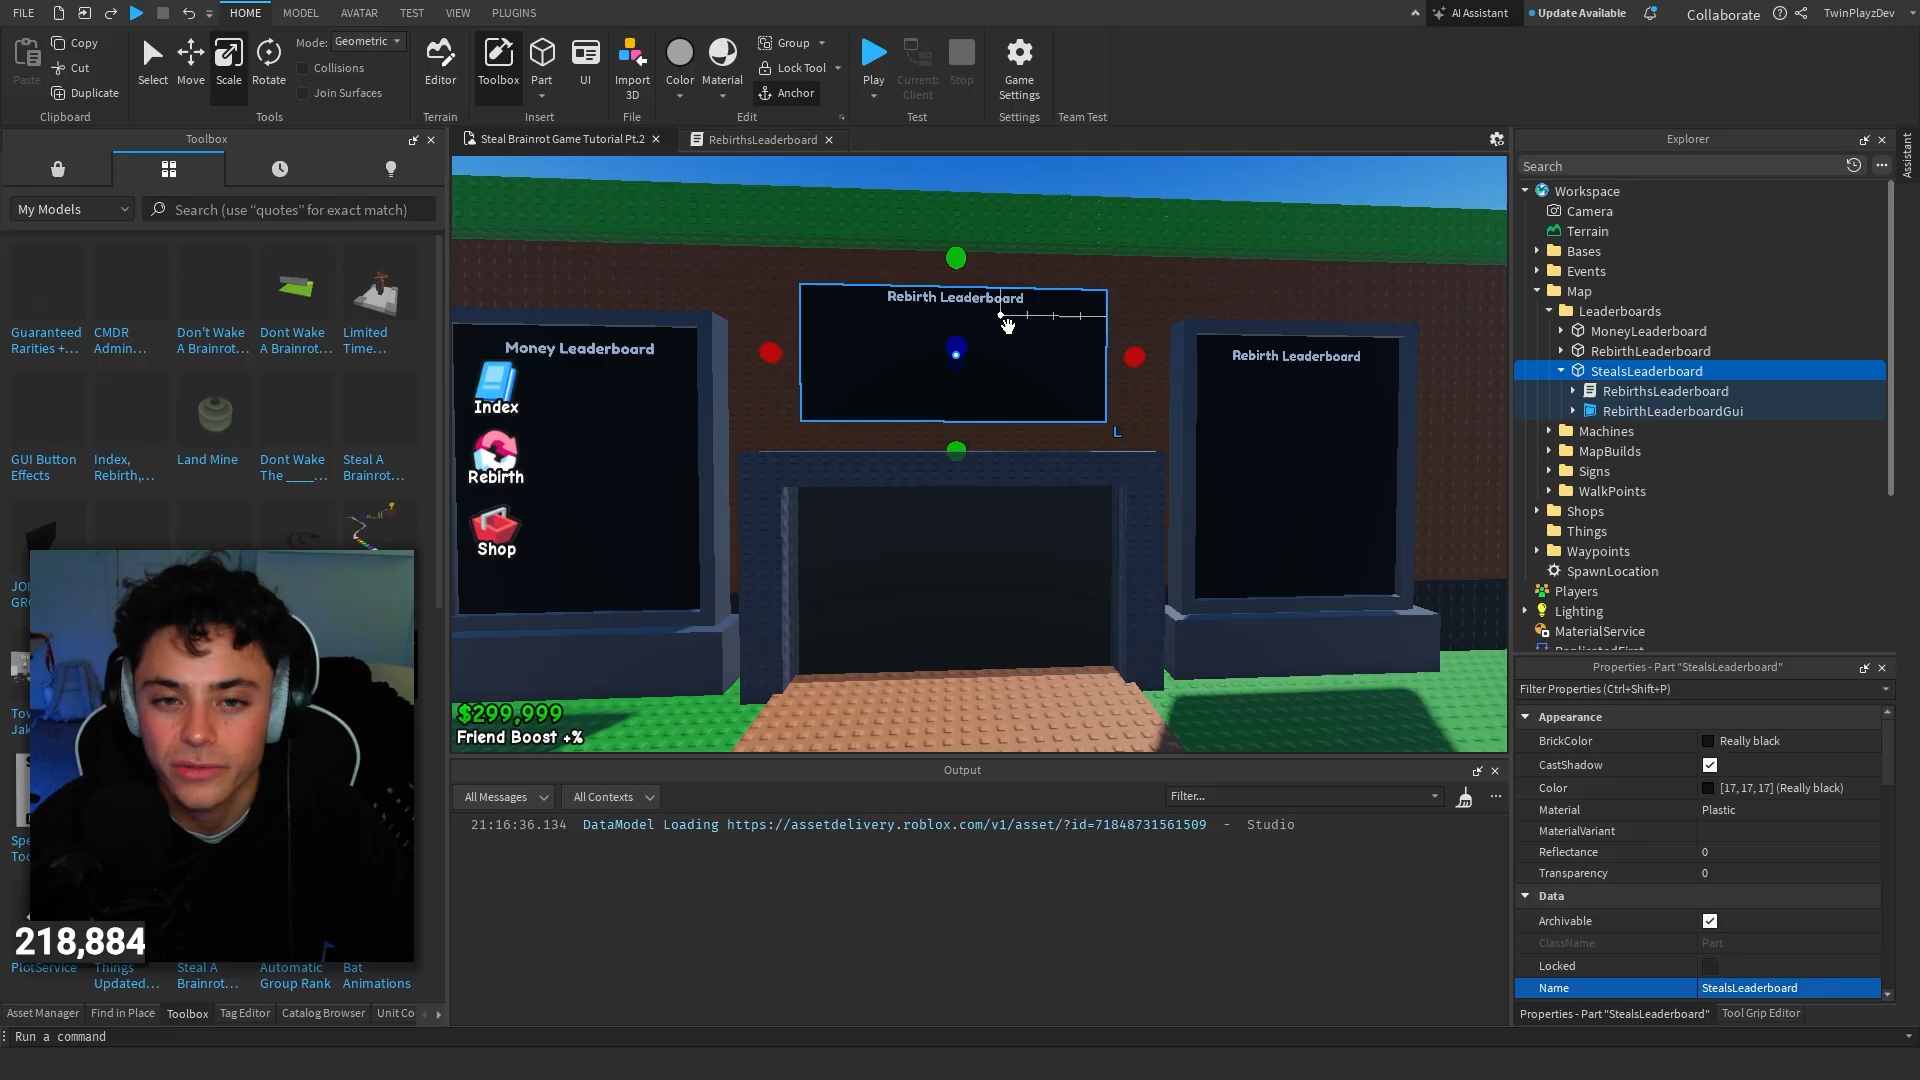 FILE
HOME
MODEL
AVATAR
TEST
VIEW
PLUGINS
AI Assistant
Update Available
Collaborate
TwinPlayzDev
Paste
Copy
Cut
Duplicate
Clipboard
Select
Move
Scale
Rotate
Mode: Geometric
Collisions
Join Surfaces
Tools
Editor
Terrain
Toolbox
Part
UI
Insert
Import
3D
File
Color
Material
Group
Lock Tool
Anchor
Edit
Play
Current:
Client
Stop
Test
Game
Settings
Settings
Team Test
Toolbox
My Models
Search (use “quotes” for exact match)
Guaranteed
Rarities +...
CMDR
Admin...
Don't Wake
A Brainrot...
Dont Wake
A Brainrot...
Limited
Time...
GUI Button
Effects
Index,
Rebirth,...
Land Mine
Dont Wake
The ____...
Steal A
Brainrot...
218,884
PlotService
Things
Updated...
Steal A
Brainrot...
Automatic
Group Rank
Bat
Animations
Asset Manager
Find in Place
Toolbox
Tag Editor
Catalog Browser
Unit Co
Run a command
Steal Brainrot Game Tutorial Pt.2
RebirthsLeaderboard
Rebirth Leaderboard
Money Leaderboard
Rebirth Leaderboard
Index
Rebirth
Shop
L
$299,999
Friend Boost +%
Output
All Messages
All Contexts
Filter...
21:16:36.134 DataModel Loading https://assetdelivery.roblox.com/v1/asset/?id=71848731561509 - Studio
Explorer
Assistant
Search
Workspace
Camera
Terrain
Bases
Events
Map
Leaderboards
MoneyLeaderboard
RebirthLeaderboard
StealsLeaderboard
RebirthsLeaderboard
RebirthLeaderboardGui
Machines
MapBuilds
Signs
WalkPoints
Shops
Things
Waypoints
SpawnLocation
Players
Lighting
MaterialService
Properties - Part "StealsLeaderboard"
Filter Properties (Ctrl+Shift+P)
Appearance
BrickColor Really black
CastShadow
Color [17, 17, 17] (Really black)
Material Plastic
MaterialVariant
Reflectance 0
Transparency 0
Data
Archivable
ClassName Part
Locked
Name StealsLeaderboard
Properties - Part "StealsLeaderboard"
Tool Grip Editor